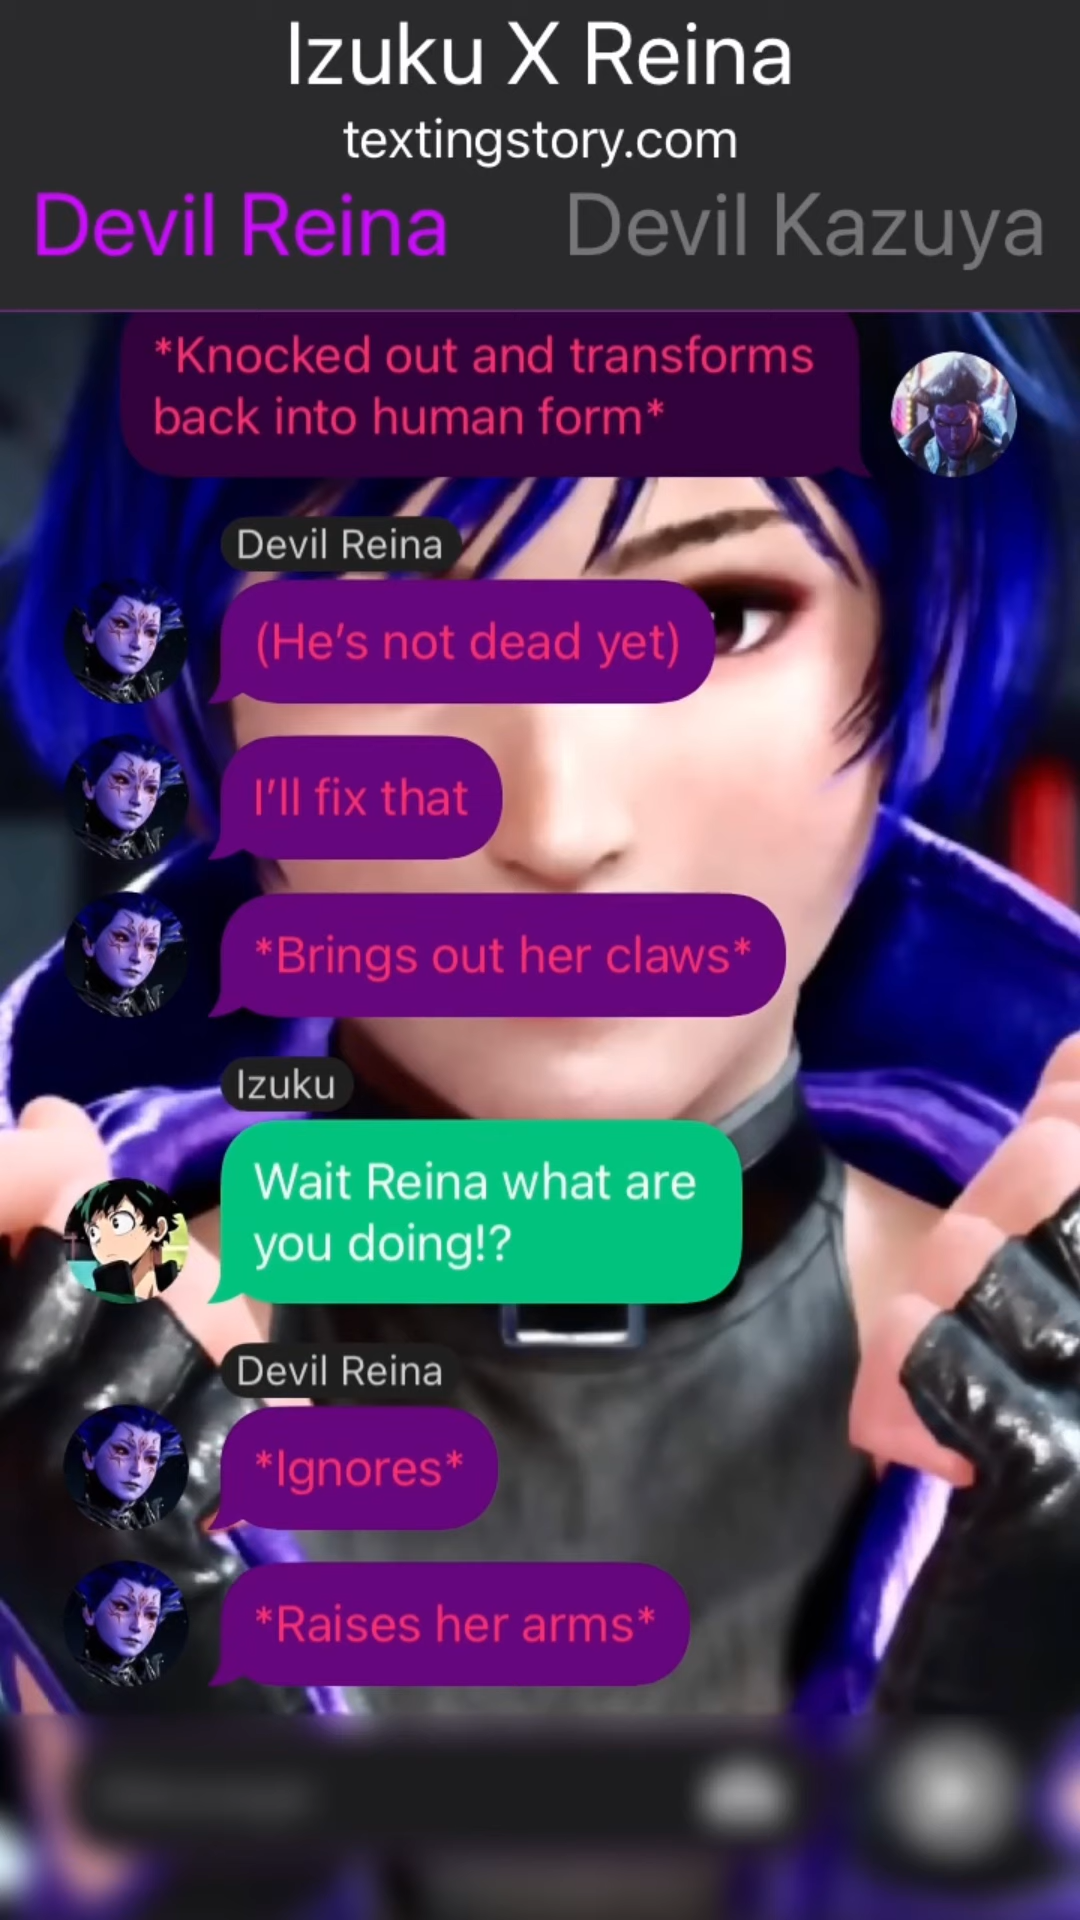 Izuku X Reina
textingstory.com
Devil Reina
Devil Kazuya
*Knocked out and transforms
back into human form*
Devil Reina
(He’s not dead yet)
I’ll fix that
*Brings out her claws*
Izuku
Wait Reina what are
you doing!?
Devil Reina
*Ignores*
*Raises her arms*